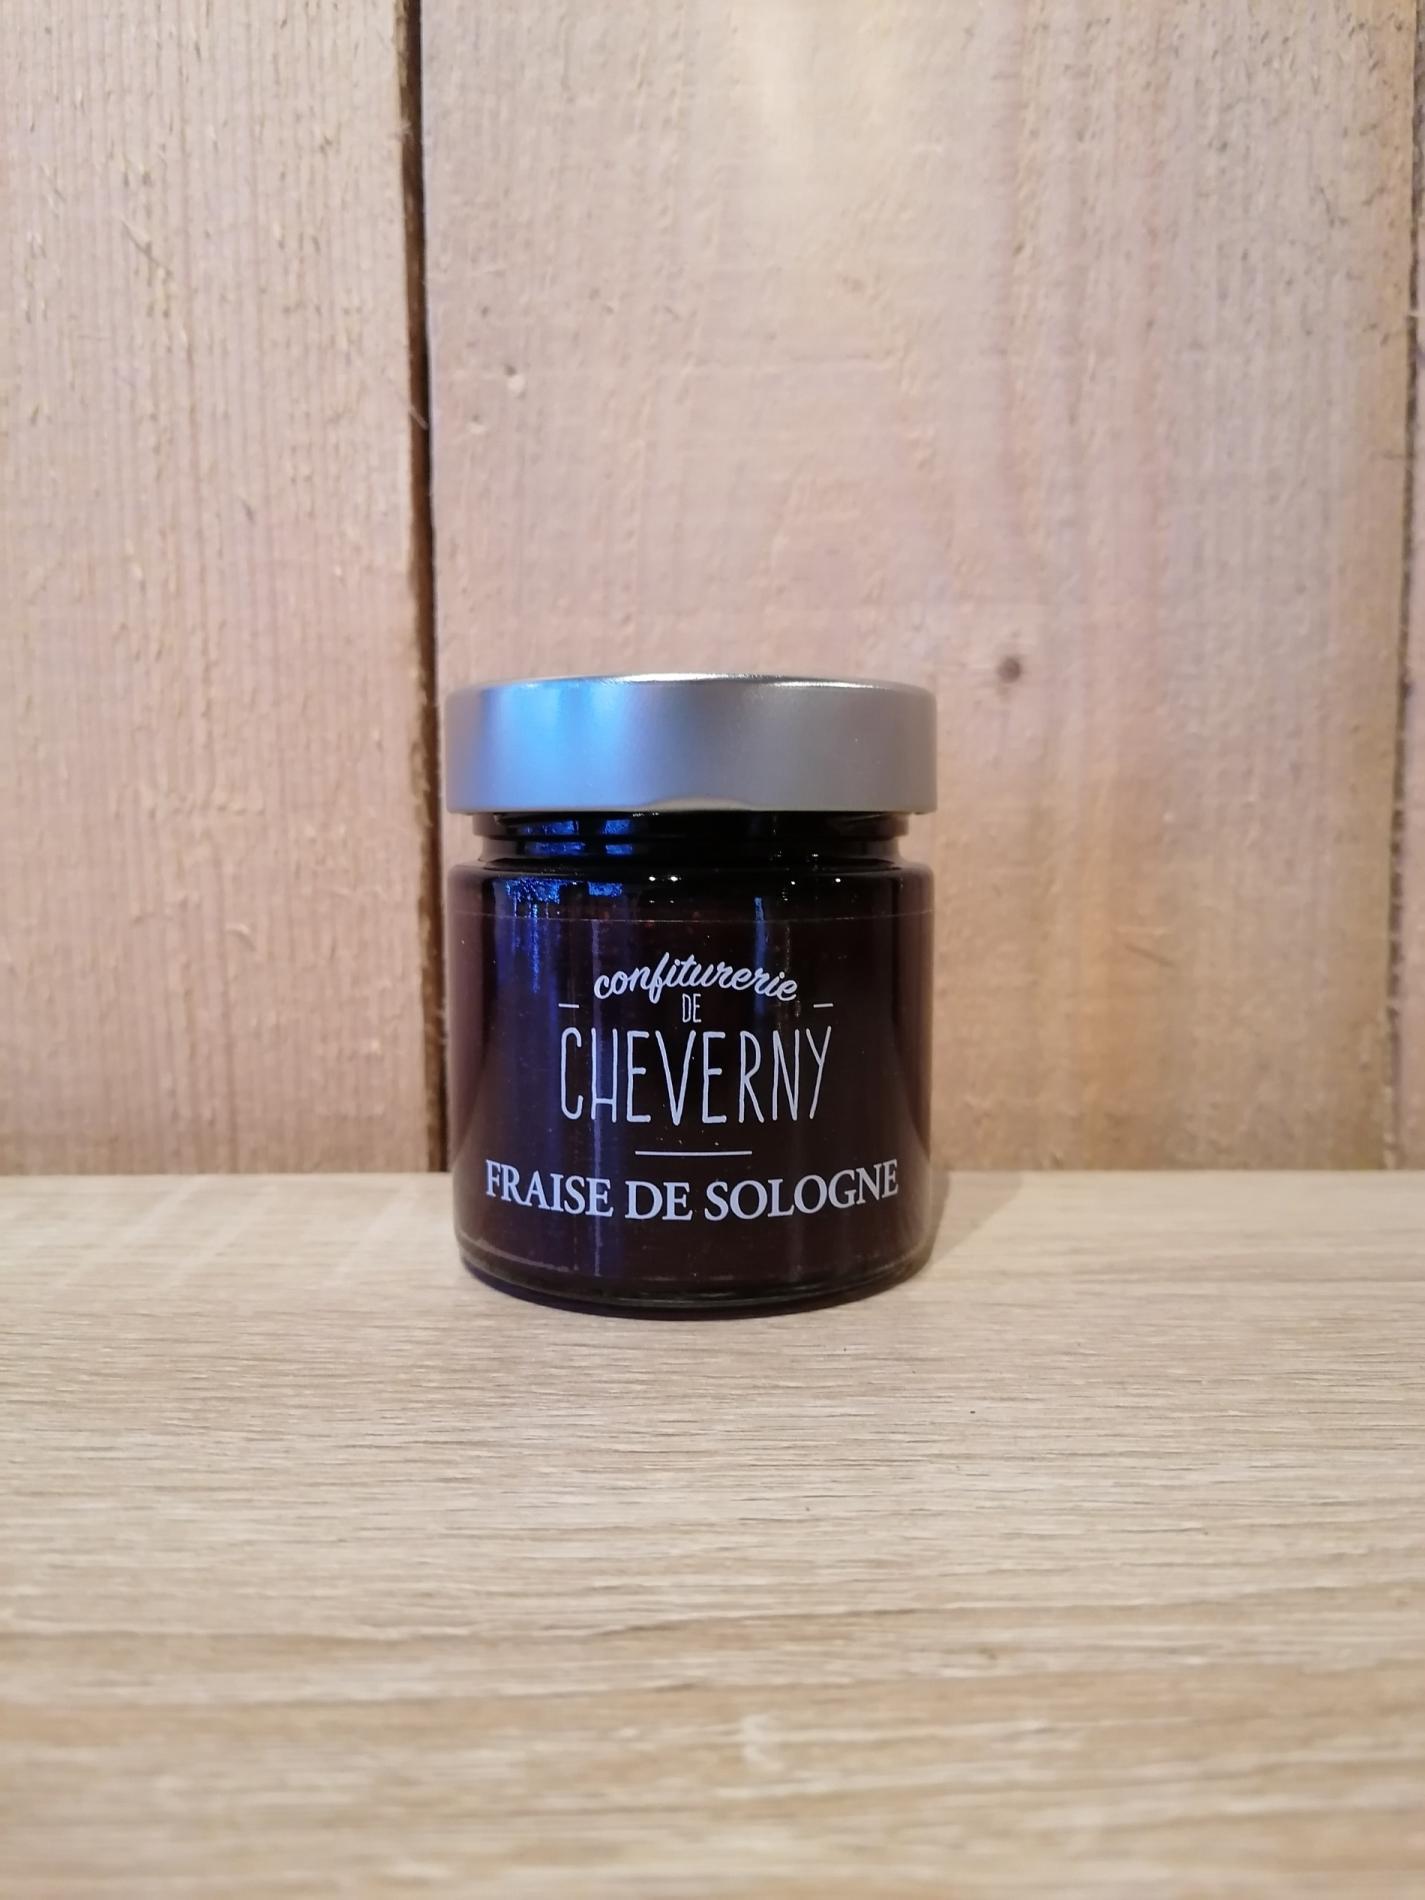 confiturerie
DE
CHEVERNY
FRAISE DE SOLOGNE